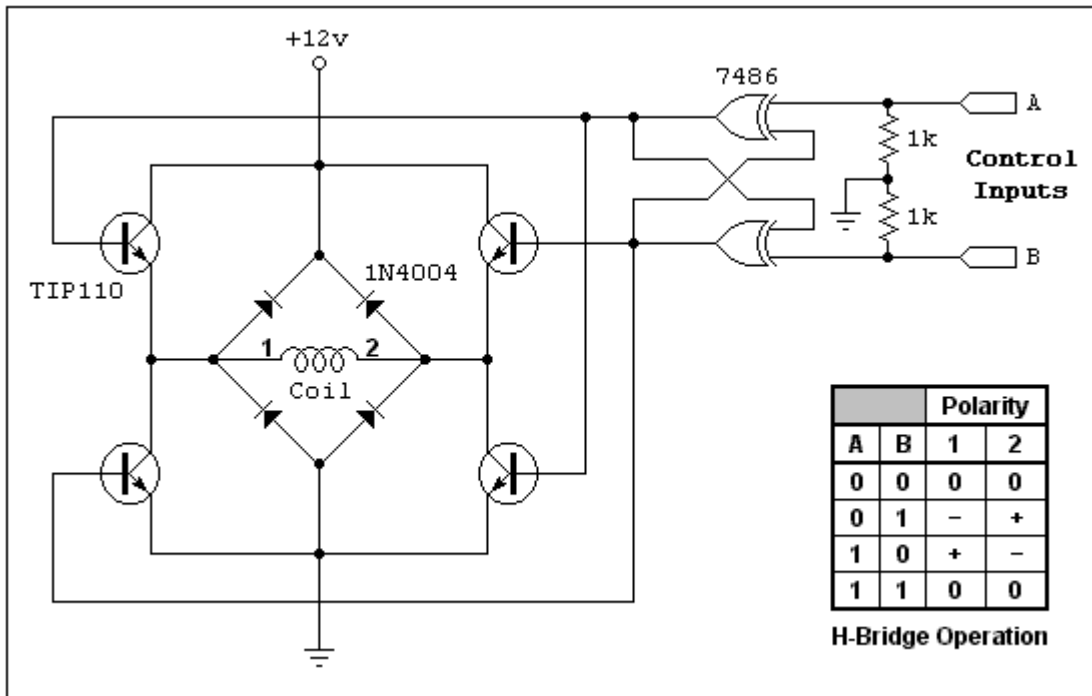 +12v
7486
A
1k
Control
Inputs
1k
B
TIP110
1N4004
1 2
Coil
Polarity
A B 1 2
0 0 0 0
0 1 − +
1 0 + −
1 1 0 0
H-Bridge Operation